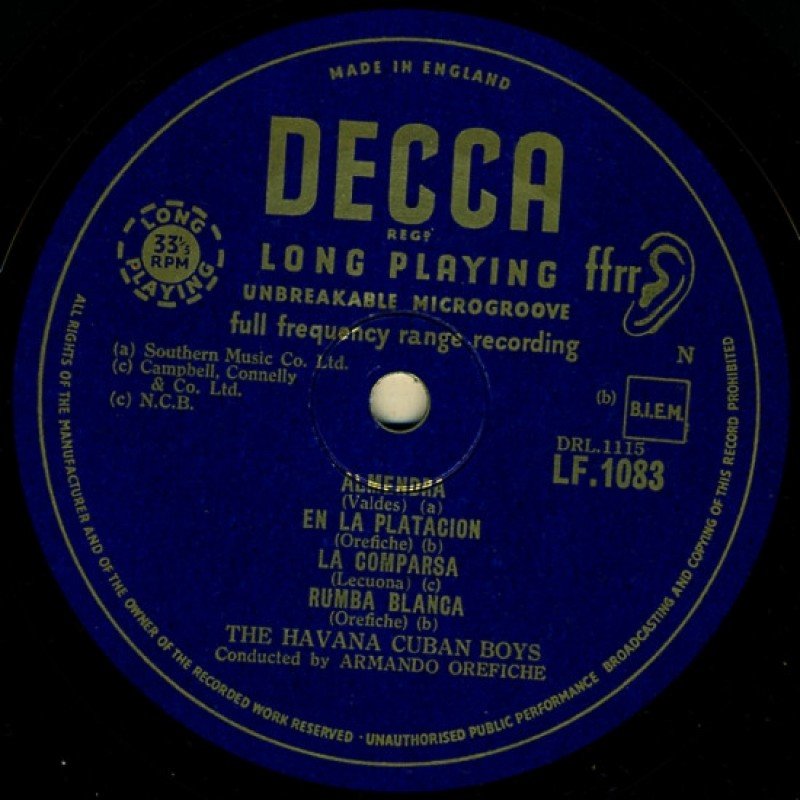 MADE IN ENGLAND
DECCA
REGD
LONG PLAYING
33⅓ RPM
LONG PLAYING
ffrr
UNBREAKABLE MICROGROOVE
full frequency range recording
N
(a) Southern Music Co. Ltd.
(c) Campbell, Connelly
& Co. Ltd.
(c) N.C.B.
(b) B.I.E.M.
DRL.1115
LF.1083
ALMENDRA
(Valdes) (a)
EN LA PLATACION
(Orefiche) (b)
LA COMPARSA
(Lecuona) (c)
RUMBA BLANCA
(Orefiche) (b)
THE HAVANA CUBAN BOYS
Conducted by ARMANDO OREFICHE
ALL RIGHTS OF THE MANUFACTURER AND OF THE OWNER OF THE RECORDED WORK RESERVED · UNAUTHORISED PUBLIC PERFORMANCE BROADCASTING AND COPYING OF THIS RECORD PROHIBITED